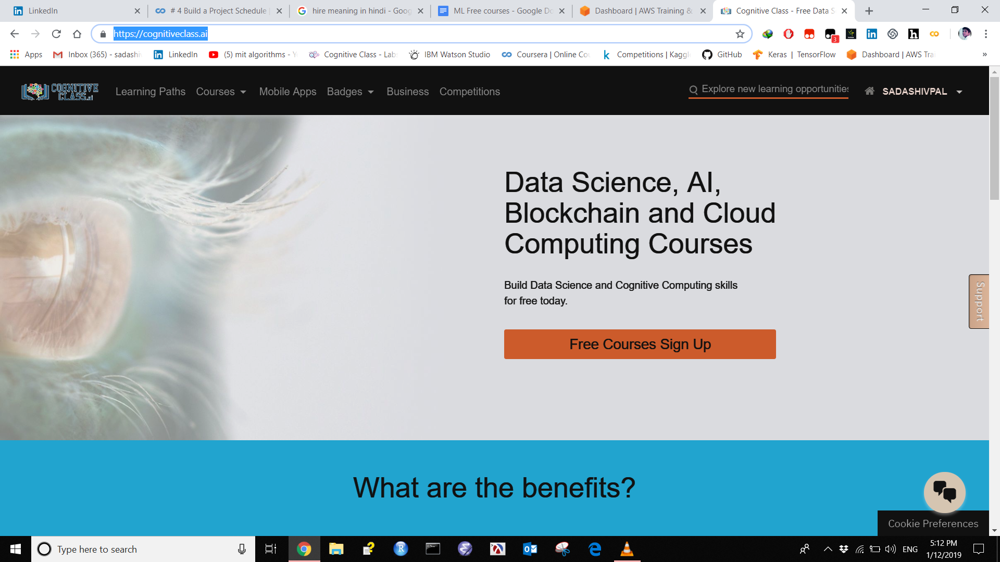 LinkedIn
# 4 Build a Project Schedule |
hire meaning in hindi - Goog
ML Free courses - Google Do
Dashboard | AWS Training &
Cognitive Class - Free Data S
https://cognitiveclass.ai
3
Apps
Inbox (365) - sadashi
LinkedIn
(5) mit algorithms - Y
Cognitive Class - Lab
IBM Watson Studio
Coursera | Online Co
Competitions | Kaggl
GitHub
Keras | TensorFlow
Dashboard | AWS Tra
»
COGNITIVE
CLASS.ai
Learning Paths
Courses
Mobile Apps
Badges
Business
Competitions
Explore new learning opportunities
SADASHIVPAL
Data Science, AI,
Blockchain and Cloud
Computing Courses
Build Data Science and Cognitive Computing skills
for free today.
Free Courses Sign Up
Support
What are the benefits?
Cookie Preferences
Type here to search
ENG
5:12 PM
1/12/2019